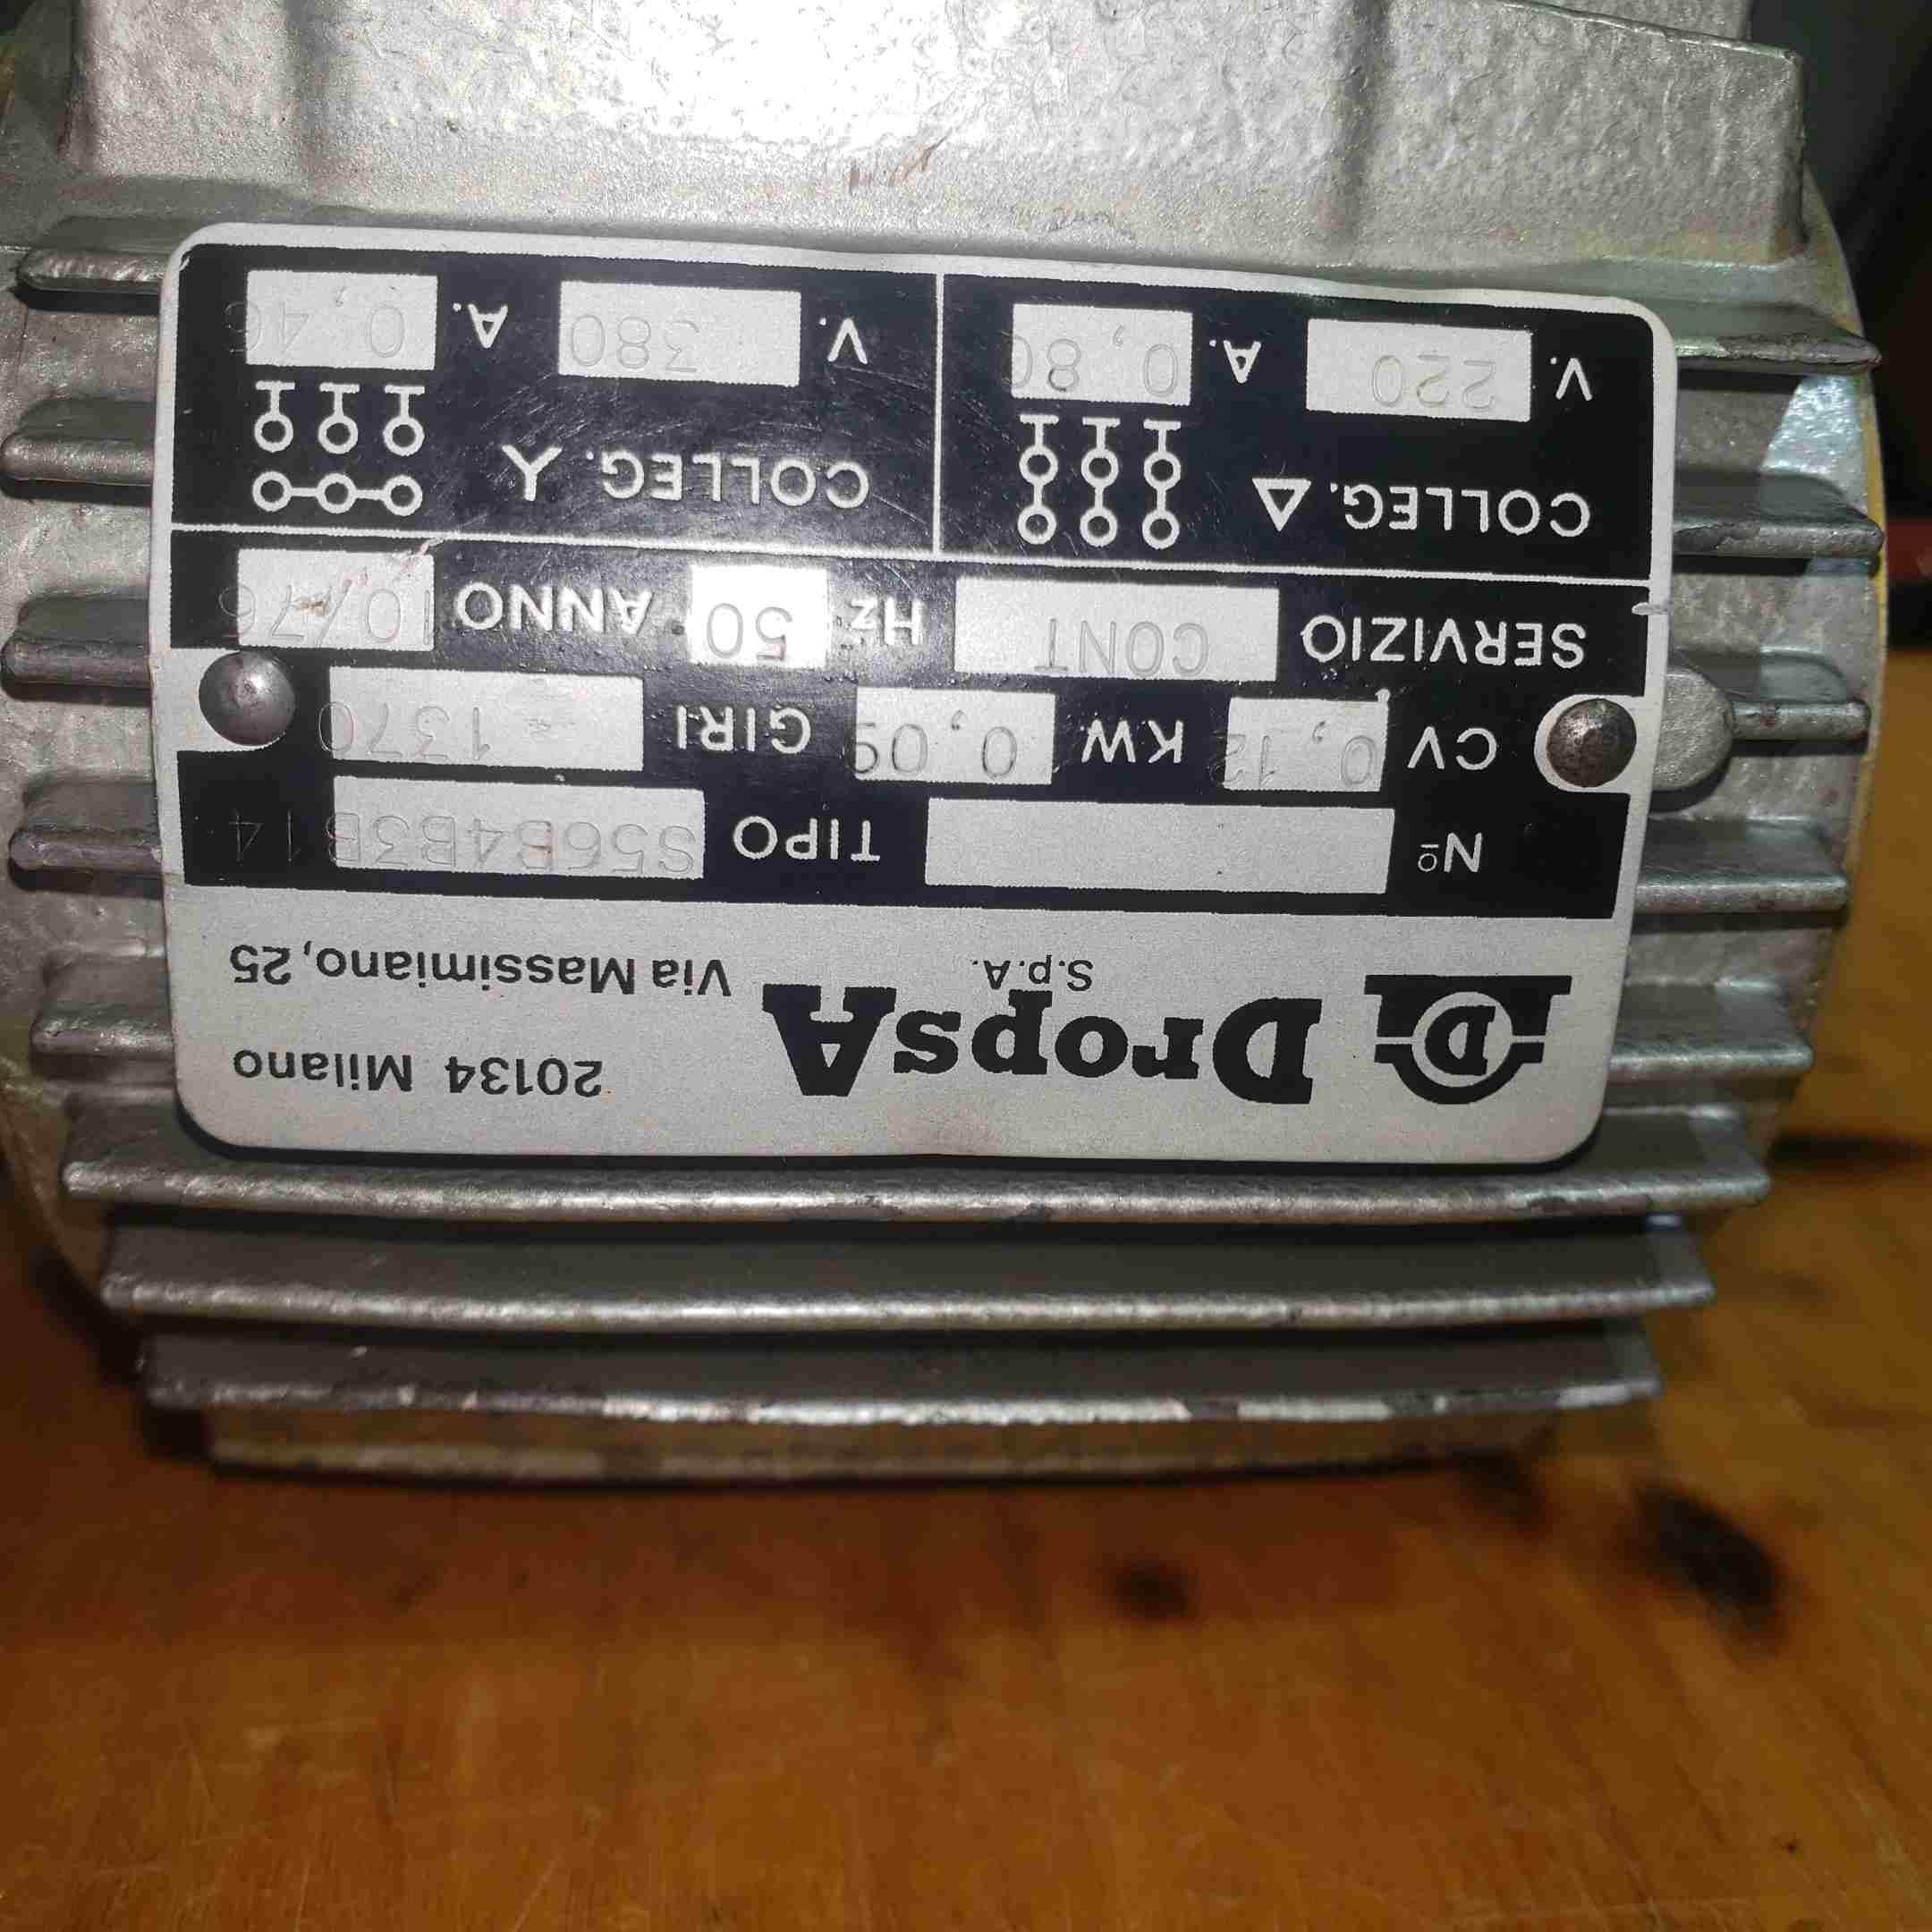 D DropsA S.p.A.
20134 Milano
Via Massimiano, 25
Nº TIPO S56B4B3B14
CV 0,12 KW 0,09 GIRI 1370
SERVIZIO CONT Hz 50 ANNO 10/76
COLLEG. Δ
V. 220 A. 0,80
COLLEG. Y
V. 380 A. 0,46